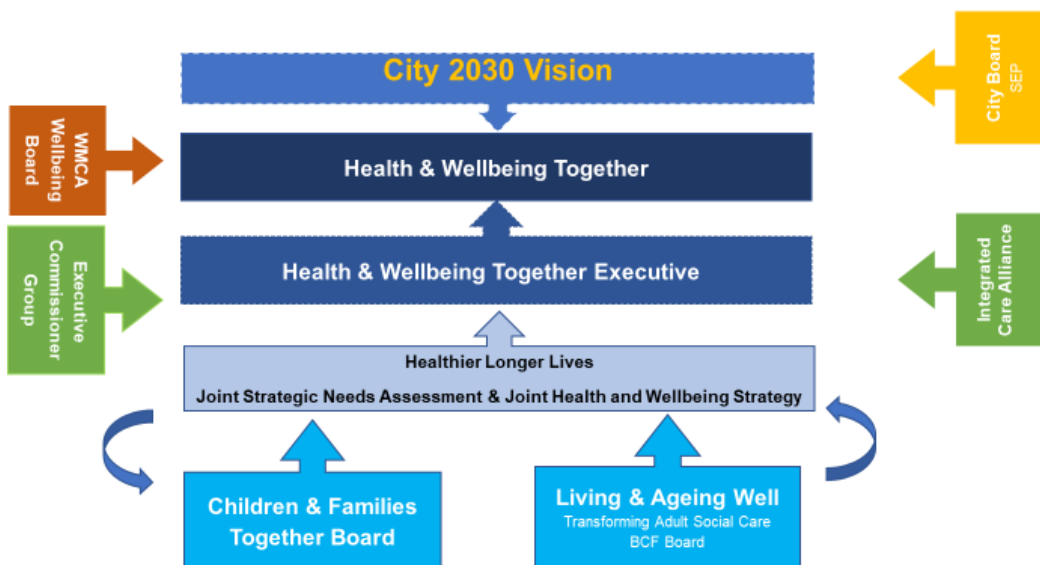 City 2030 Vision
City Board
SEP
WMCA
Wellbeing
Board
Health & Wellbeing Together
Executive
Commissioner
Group
Health & Wellbeing Together Executive
Integrated
Care Alliance
Healthier Longer Lives
Joint Strategic Needs Assessment & Joint Health and Wellbeing Strategy
Children & Families
Together Board
Living & Ageing Well
Transforming Adult Social Care
BCF Board